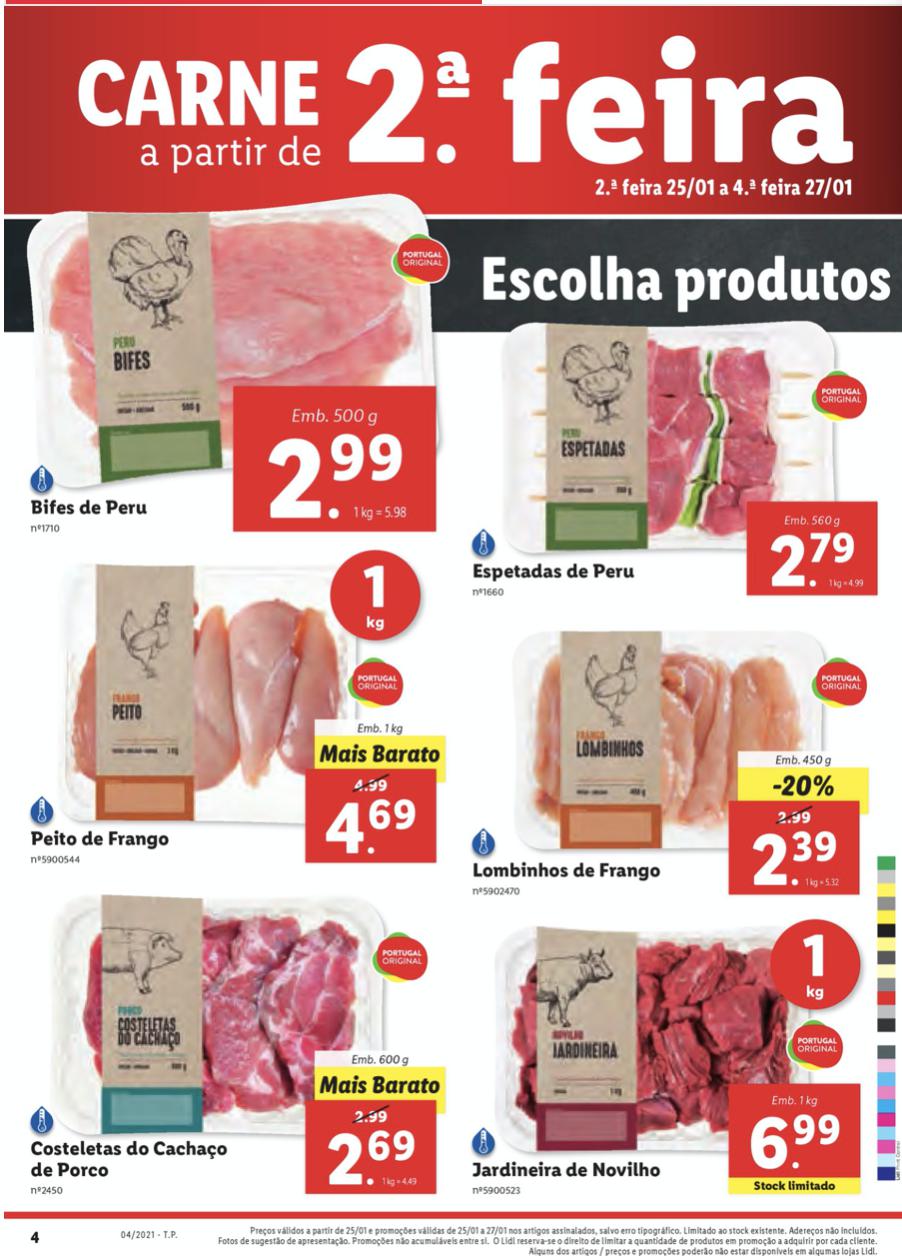 CARNE
a partir de
2.ª feira
2.ª feira 25/01 a 4.ª feira 27/01
Escolha produtos
PERU
BIFES
500 g
PORTUGAL
ORIGINAL
Emb. 500 g
2.99
1 kg = 5.98
Bifes de Peru
nº1710
PERU
ESPETADAS
PORTUGAL
ORIGINAL
Emb. 560 g
2.79
1 kg = 4.99
Espetadas de Peru
nº1660
FRANGO
PEITO
1 kg
1
kg
PORTUGAL
ORIGINAL
Emb. 1 kg
Mais Barato
4.99
4.69
Peito de Frango
nº5900544
FRANGO
LOMBINHOS
450 g
PORTUGAL
ORIGINAL
Emb. 450 g
-20%
2.99
2.39
1 kg = 5.32
Lombinhos de Frango
nº5902470
PORCO
COSTELETAS
DO CACHAÇO
600 g
PORTUGAL
ORIGINAL
Emb. 600 g
Mais Barato
2.99
2.69
1 kg = 4.49
Costeletas do Cachaço
de Porco
nº2450
NOVILHO
JARDINEIRA
1 kg
1
kg
PORTUGAL
ORIGINAL
Emb. 1 kg
6.99
Stock limitado
Jardineira de Novilho
nº5900523
4
04/2021 - T.P.
Preços válidos a partir de 25/01 e promoções válidas de 25/01 a 27/01 nos artigos assinalados, salvo erro tipográfico. Limitado ao stock existente. Adereços não incluídos.
Fotos de sugestão de apresentação. Promoções não acumuláveis entre si. O Lidl reserva-se o direito de limitar a quantidade de produtos em promoção a adquirir por cada cliente.
Alguns dos artigos / preços e promoções poderão não estar disponíveis em algumas lojas Lidl.